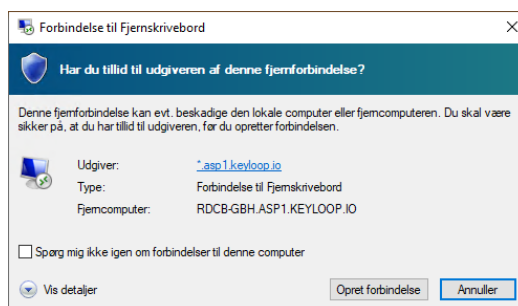 Forbindelse til Fjernskrivebord
Har du tillid til udgiveren af denne fjernforbindelse?
Denne fjernforbindelse kan evt. beskadige den lokale computer eller fjerncomputeren. Du skal være
sikker på, at du har tillid til udgiveren, før du opretter forbindelsen.
Udgiver: *.asp1.keyloop.io
Type: Forbindelse til Fjernskrivebord
Fjerncomputer: RDCB-GBH.ASP1.KEYLOOP.IO
Spørg mig ikke igen om forbindelser til denne computer
Vis detaljer Opret forbindelse Annuller